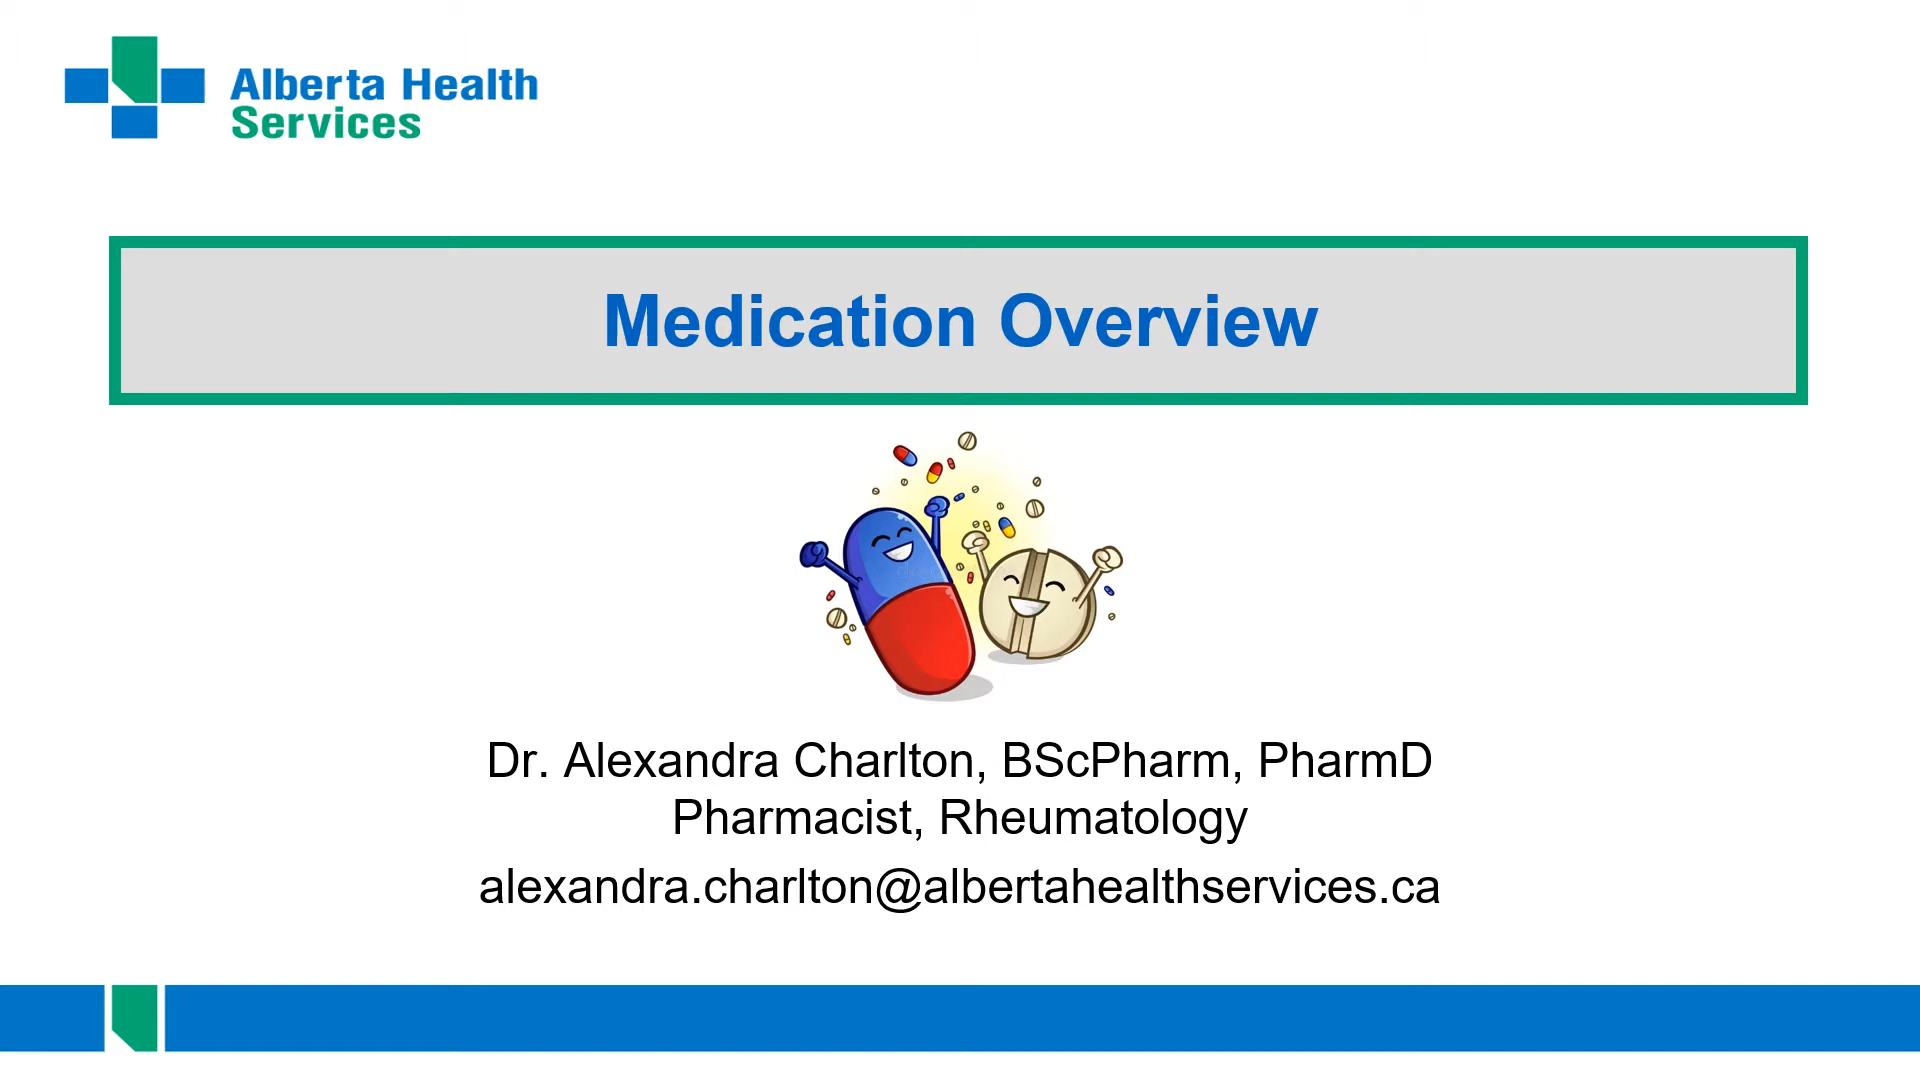 Alberta Health
Services
Medication Overview
Dr. Alexandra Charlton, BScPharm, PharmD
Pharmacist, Rheumatology
alexandra.charlton@albertahealthservices.ca